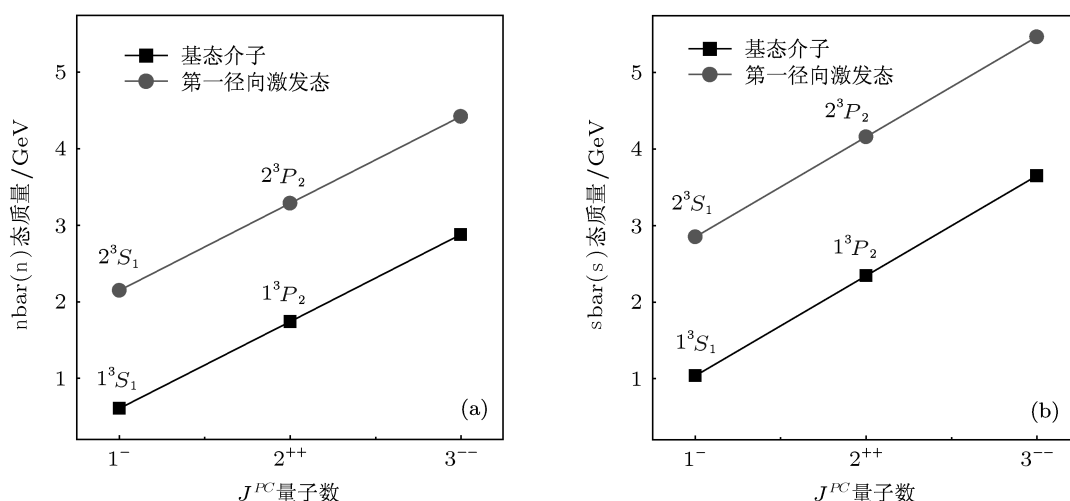 基态介子
第一径向激发态
5
4
3
2
1
nbar(n)态质量/GeV
2³S₁
2³P₂
1³S₁
1³P₂
(a)
1⁻
2⁺⁺
3⁻⁻
Jᴾᶜ量子数
基态介子
第一径向激发态
5
4
3
2
1
sbar(s)态质量/GeV
2³S₁
2³P₂
1³S₁
1³P₂
(b)
1⁻
2⁺⁺
3⁻⁻
Jᴾᶜ量子数